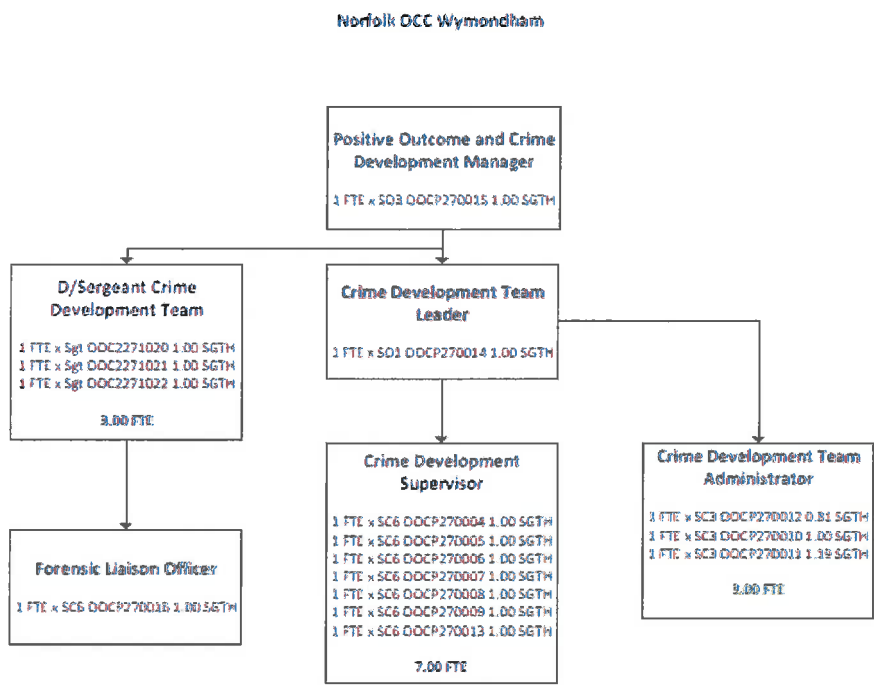 Norfolk OCC Wymondham
Positive Outcome and Crime
Development Manager
1 FTE x SO3 OOCP270015 1.00 SGTH
D/Sergeant Crime
Development Team
1 FTE x Sgt OOC2271020 1.00 SGTH
1 FTE x Sgt OOC2271021 1.00 SGTH
1 FTE x Sgt OOC2271022 1.00 SGTH
3.00 FTE
Crime Development Team
Leader
1 FTE x SO1 OOCP270014 1.00 SGTH
Forensic Liaison Officer
1 FTE x SC6 OOCP270016 1.00 SGTH
Crime Development
Supervisor
1 FTE x SC6 OOCP270004 1.00 SGTH
1 FTE x SC6 OOCP270005 1.00 SGTH
1 FTE x SC6 OOCP270006 1.00 SGTH
1 FTE x SC6 OOCP270007 1.00 SGTH
1 FTE x SC6 OOCP270008 1.00 SGTH
1 FTE x SC6 OOCP270009 1.00 SGTH
1 FTE x SC6 OOCP270013 1.00 SGTH
7.00 FTE
Crime Development Team
Administrator
1 FTE x SC3 OOCP270012 0.81 SGTH
1 FTE x SC3 OOCP270010 1.00 SGTH
1 FTE x SC3 OOCP270011 1.19 SGTH
3.00 FTE